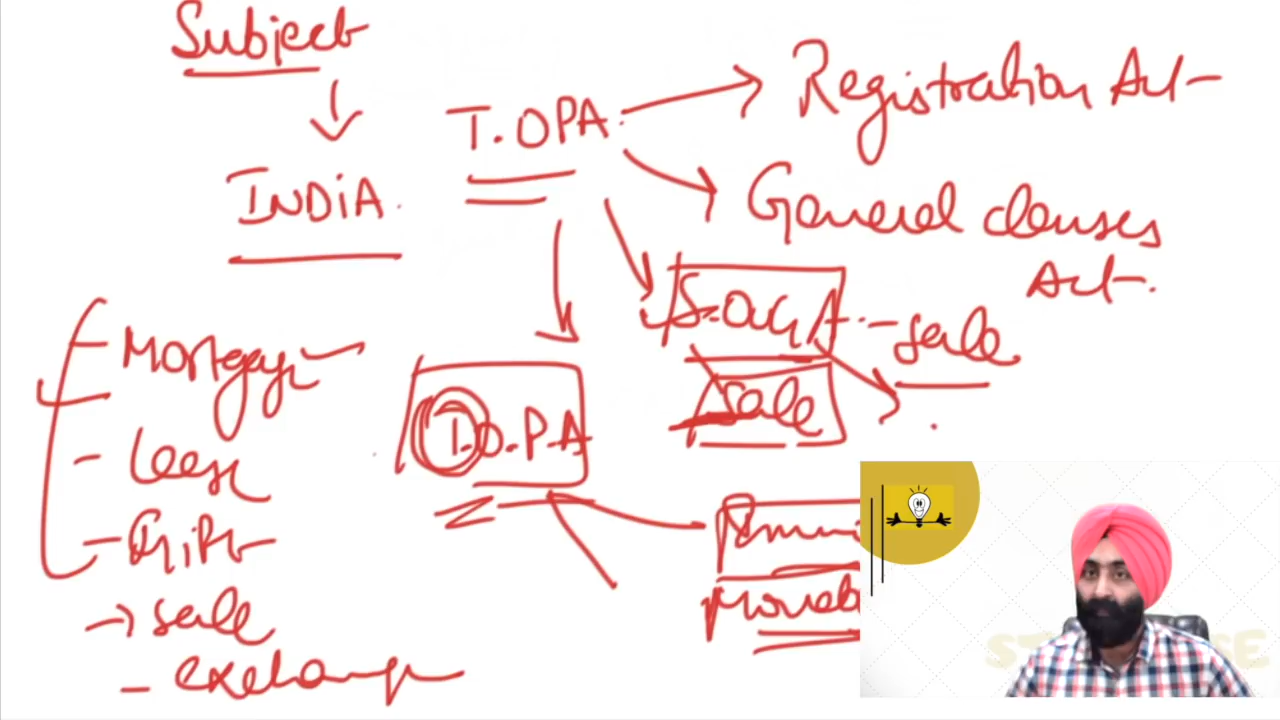 Subject
INDIA.
T.OPA
Registration Act
General clauses
Act.
S.O.G.A. - sale
sale
T.O.P.A
- Mortgage
- Lease
- Gift
→ sale
- exchange